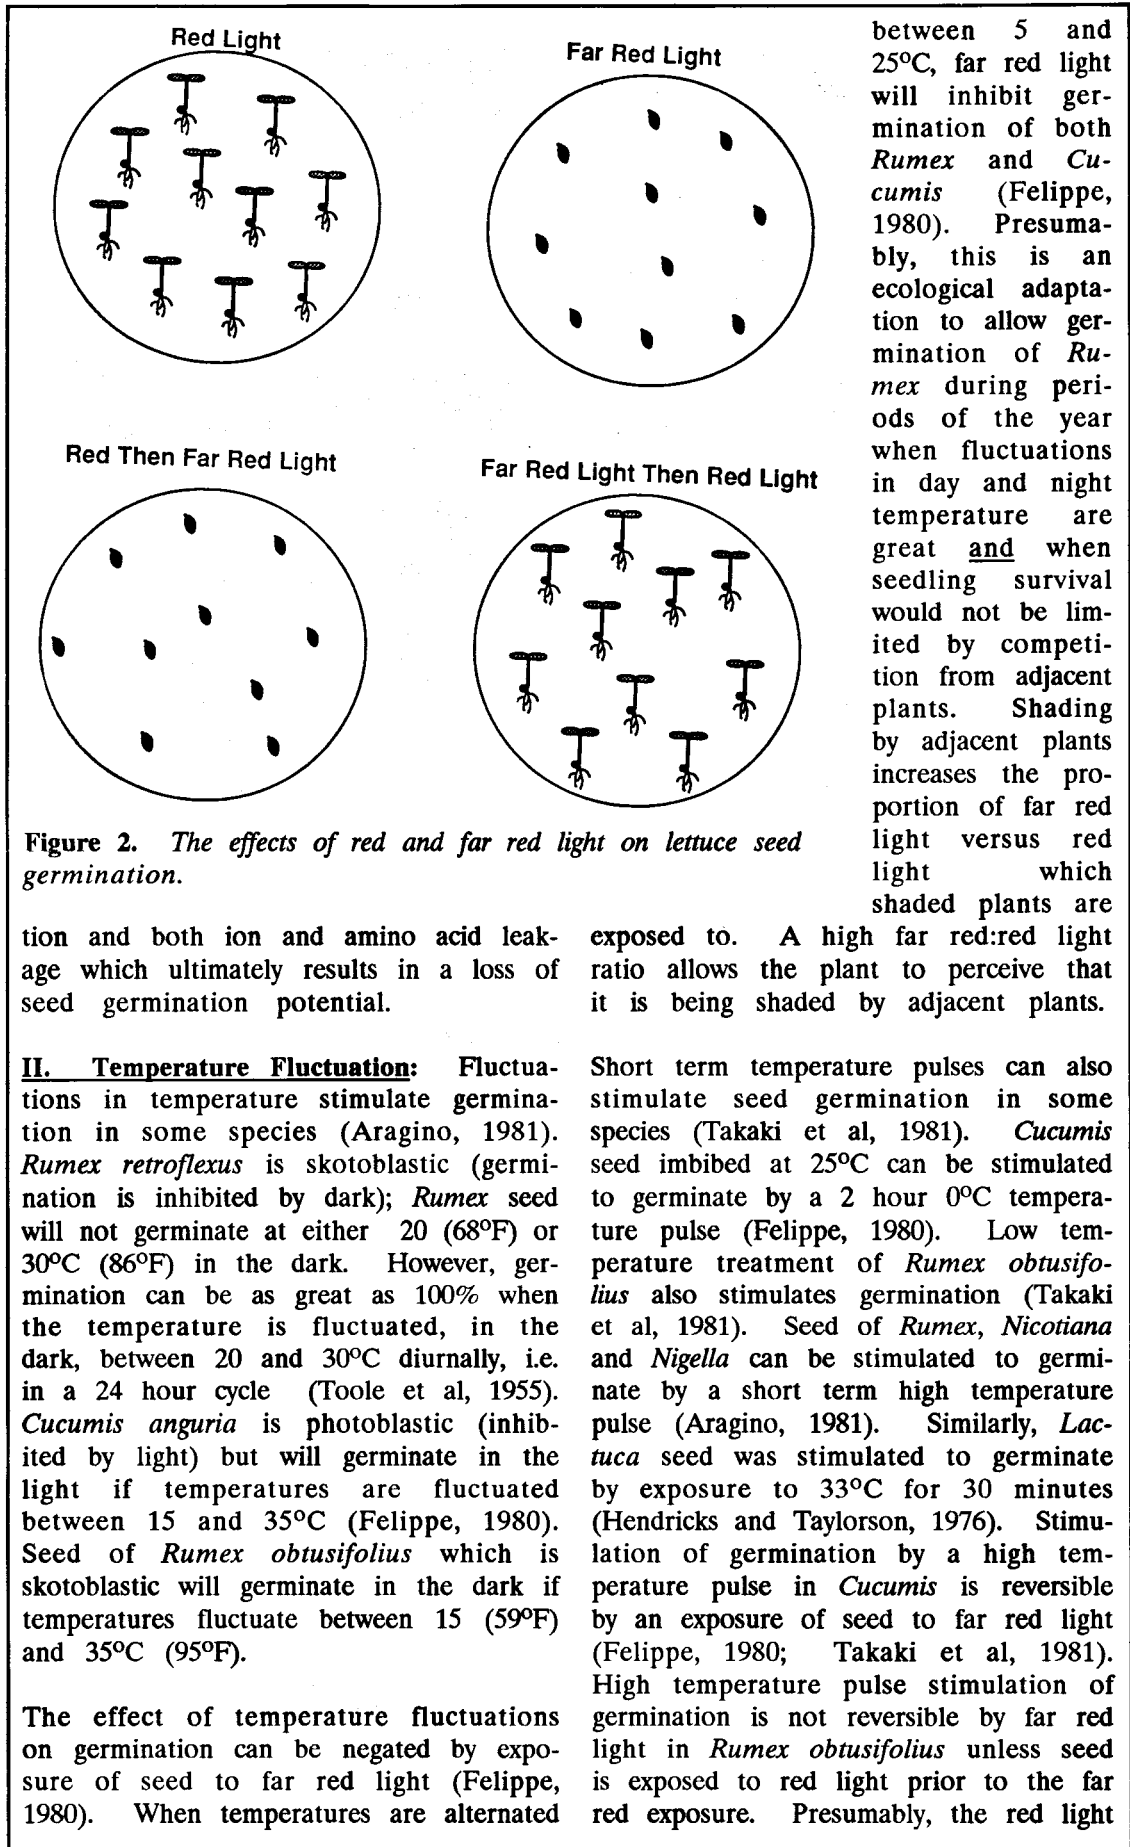 Red Light
Far Red Light
Red Then Far Red Light
Far Red Light Then Red Light
Figure 2. The effects of red and far red light on lettuce seed
germination.
tion and both ion and amino acid leak-
age which ultimately results in a loss of
seed germination potential.
II. Temperature Fluctuation: Fluctua-
tions in temperature stimulate germina-
tion in some species (Aragino, 1981).
Rumex retroflexus is skotoblastic (germi-
nation is inhibited by dark); Rumex seed
will not germinate at either 20 (68°F) or
30°C (86°F) in the dark. However, ger-
mination can be as great as 100% when
the temperature is fluctuated, in the
dark, between 20 and 30°C diurnally, i.e.
in a 24 hour cycle (Toole et al, 1955).
Cucumis anguria is photoblastic (inhib-
ited by light) but will germinate in the
light if temperatures are fluctuated
between 15 and 35°C (Felippe, 1980).
Seed of Rumex obtusifolius which is
skotoblastic will germinate in the dark if
temperatures fluctuate between 15 (59°F)
and 35°C (95°F).
The effect of temperature fluctuations
on germination can be negated by expo-
sure of seed to far red light (Felippe,
1980). When temperatures are alternated
between 5 and
25°C, far red light
will inhibit ger-
mination of both
Rumex and Cu-
cumis (Felippe,
1980). Presuma-
bly, this is an
ecological adapta-
tion to allow ger-
mination of Ru-
mex during peri-
ods of the year
when fluctuations
in day and night
temperature are
great and when
seedling survival
would not be lim-
ited by competi-
tion from adjacent
plants. Shading
by adjacent plants
increases the pro-
portion of far red
light versus red
light which
shaded plants are
exposed to. A high far red:red light
ratio allows the plant to perceive that
it is being shaded by adjacent plants.
Short term temperature pulses can also
stimulate seed germination in some
species (Takaki et al, 1981). Cucumis
seed imbibed at 25°C can be stimulated
to germinate by a 2 hour 0°C tempera-
ture pulse (Felippe, 1980). Low tem-
perature treatment of Rumex obtusifo-
lius also stimulates germination (Takaki
et al, 1981). Seed of Rumex, Nicotiana
and Nigella can be stimulated to germi-
nate by a short term high temperature
pulse (Aragino, 1981). Similarly, Lac-
tuca seed was stimulated to germinate
by exposure to 33°C for 30 minutes
(Hendricks and Taylorson, 1976). Stimu-
lation of germination by a high tem-
perature pulse in Cucumis is reversible
by an exposure of seed to far red light
(Felippe, 1980; Takaki et al, 1981).
High temperature pulse stimulation of
germination is not reversible by far red
light in Rumex obtusifolius unless seed
is exposed to red light prior to the far
red exposure. Presumably, the red light